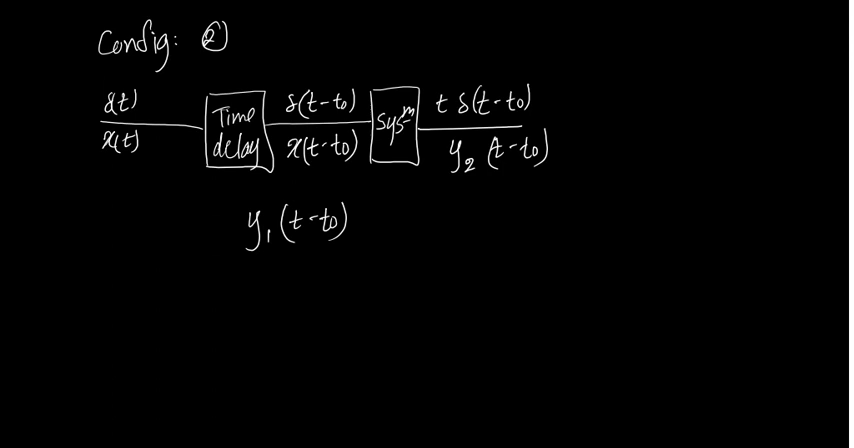 Config: ②
δ(t) Time delay δ(t-t0) Sysm t δ(t-t0)
x(t) x(t-t0) y2 (t-t0)
y1(t-t0)